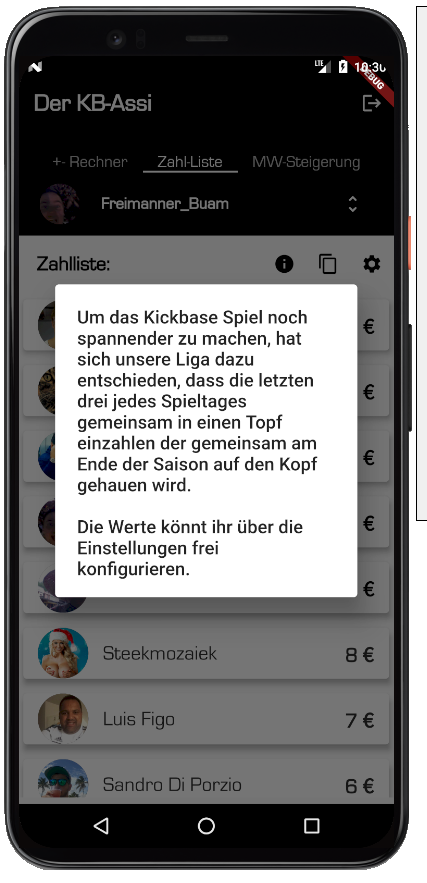 LTE 10:30
DEBUG
Der KB-Assi
+- Rechner Zahl-Liste MW-Steigerung
Freimanner_Buam
Zahlliste:
€
Um das Kickbase Spiel noch
spannender zu machen, hat
sich unsere Liga dazu
entschieden, dass die letzten
drei jedes Spieltages
gemeinsam in einen Topf
einzahlen der gemeinsam am
Ende der Saison auf den Kopf
gehauen wird.
€
€
€
Die Werte könnt ihr über die
Einstellungen frei
konfigurieren.
€
Steekmozaiek 8 €
Luis Figo 7 €
Sandro Di Porzio 6 €